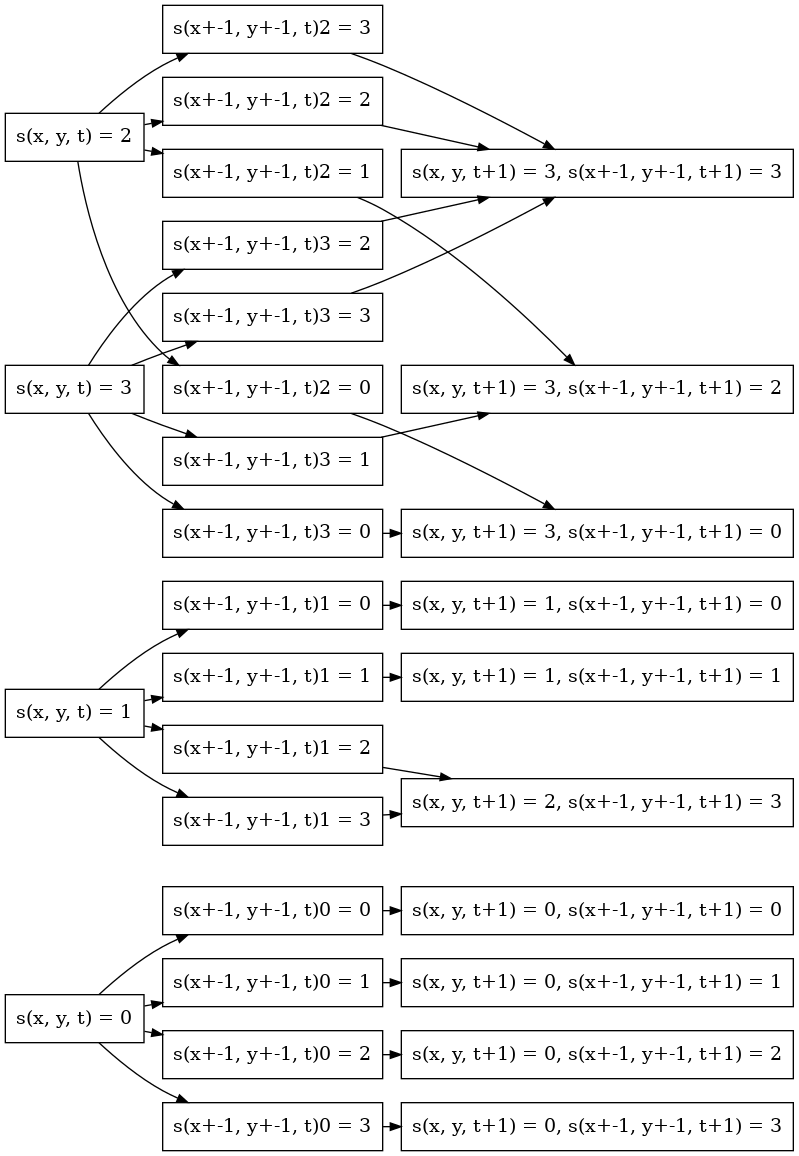 s(x+-1, y+-1, t)2 = 3
s(x+-1, y+-1, t)2 = 2
s(x, y, t) = 2
s(x+-1, y+-1, t)2 = 1
s(x, y, t+1) = 3, s(x+-1, y+-1, t+1) = 3
s(x+-1, y+-1, t)3 = 2
s(x+-1, y+-1, t)3 = 3
s(x, y, t) = 3
s(x+-1, y+-1, t)2 = 0
s(x, y, t+1) = 3, s(x+-1, y+-1, t+1) = 2
s(x+-1, y+-1, t)3 = 1
s(x+-1, y+-1, t)3 = 0
s(x, y, t+1) = 3, s(x+-1, y+-1, t+1) = 0
s(x+-1, y+-1, t)1 = 0
s(x, y, t+1) = 1, s(x+-1, y+-1, t+1) = 0
s(x+-1, y+-1, t)1 = 1
s(x, y, t+1) = 1, s(x+-1, y+-1, t+1) = 1
s(x, y, t) = 1
s(x+-1, y+-1, t)1 = 2
s(x, y, t+1) = 2, s(x+-1, y+-1, t+1) = 3
s(x+-1, y+-1, t)1 = 3
s(x+-1, y+-1, t)0 = 0
s(x, y, t+1) = 0, s(x+-1, y+-1, t+1) = 0
s(x+-1, y+-1, t)0 = 1
s(x, y, t+1) = 0, s(x+-1, y+-1, t+1) = 1
s(x, y, t) = 0
s(x+-1, y+-1, t)0 = 2
s(x, y, t+1) = 0, s(x+-1, y+-1, t+1) = 2
s(x+-1, y+-1, t)0 = 3
s(x, y, t+1) = 0, s(x+-1, y+-1, t+1) = 3